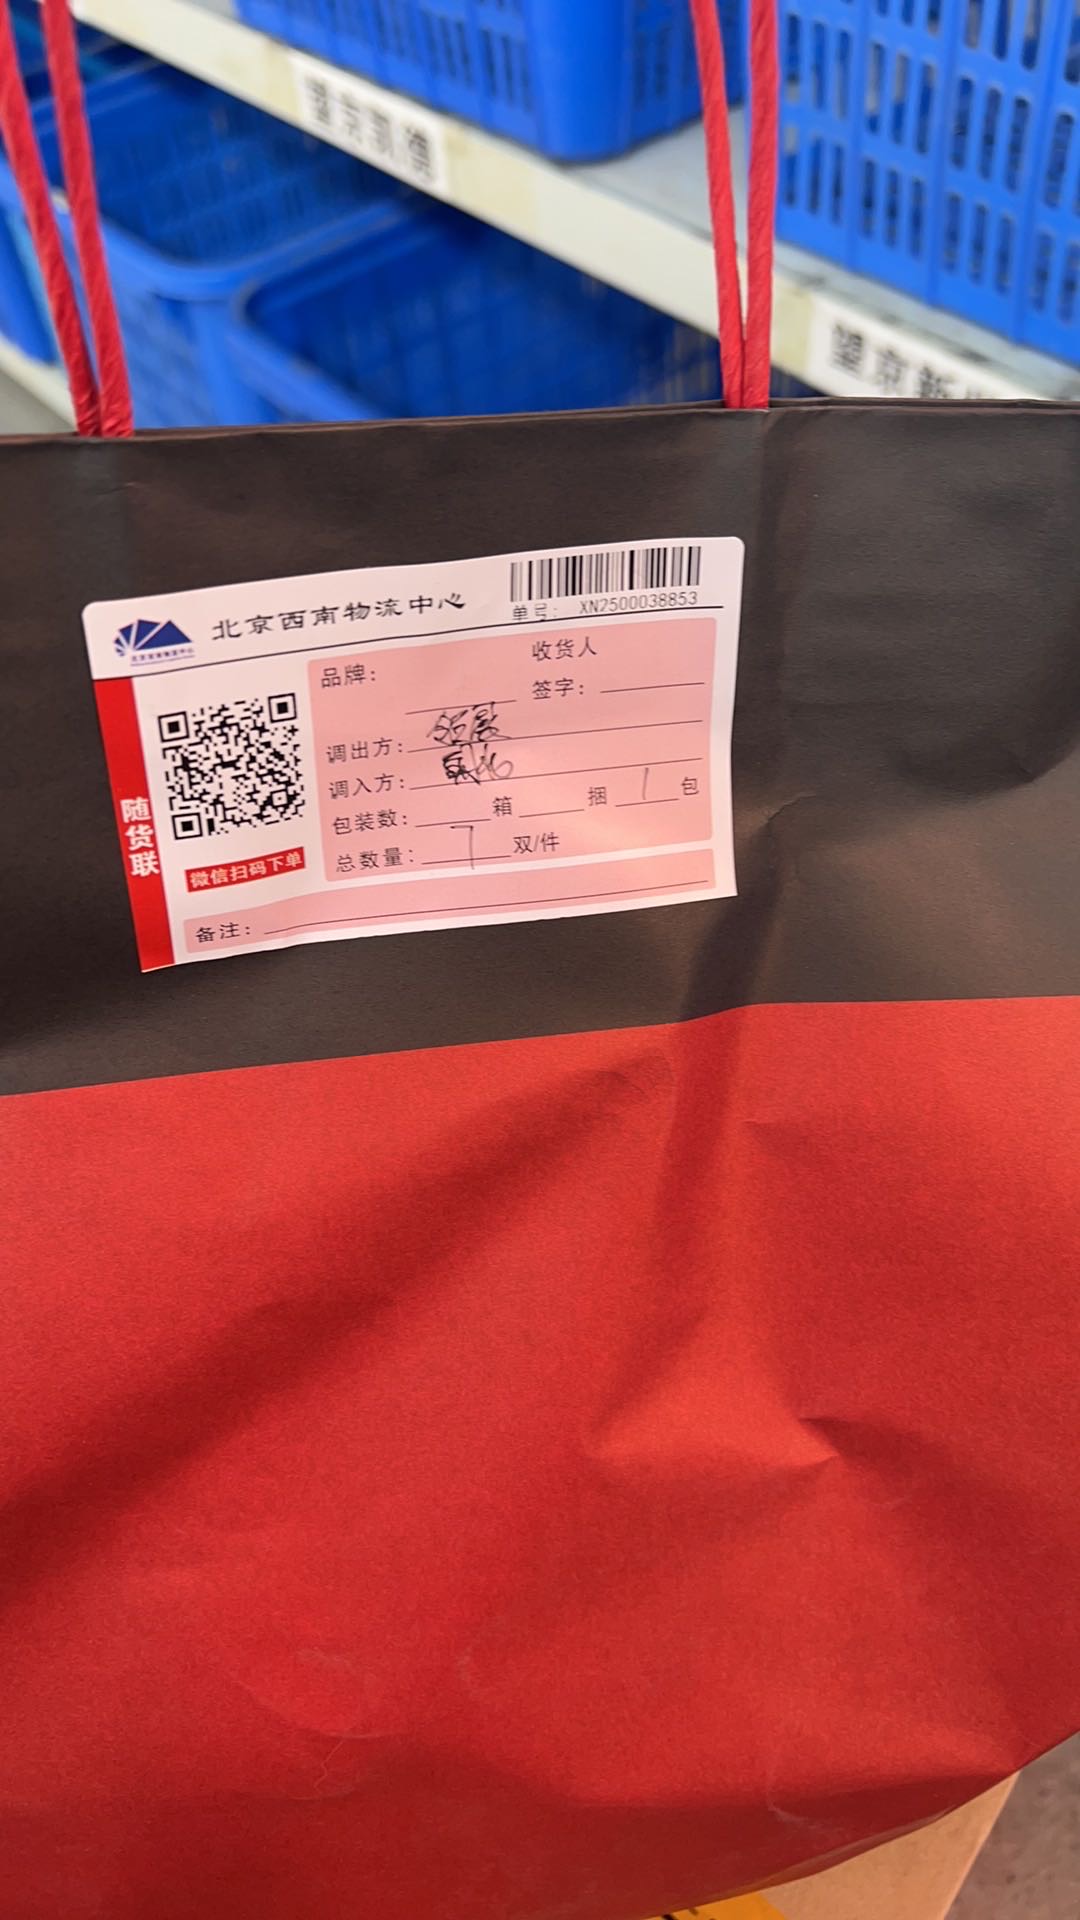 望京凯德
望京新
北京西南物流中心
单号: XN2500038853
品牌:
收货人
签字:
调出方: 领展
调入方:
包装数: 箱 捆 1 包
总数量: 7 双/件
备注:
随货联
微信扫码下单